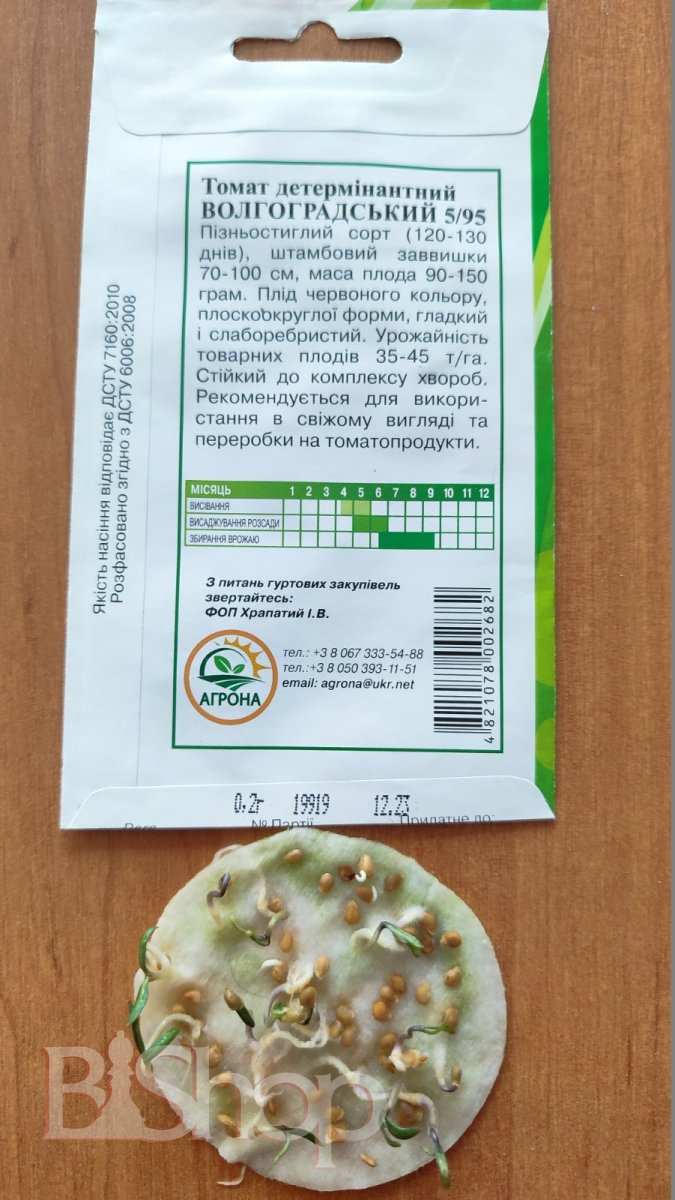 Томат детермінантний
ВОЛГОГРАДСЬКИЙ 5/95
Пізньостиглий сорт (120-130
днів), штамбовий заввишки
70-100 см, маса плода 90-150
грам. Плід червоного кольору,
плоскоокруглої форми, гладкий
і слаборебристий. Урожайність
товарних плодів 35-45 т/га.
Стійкий до комплексу хвороб.
Рекомендується для викори-
стання в свіжому вигляді та
переробки на томатопродукти.
МІСЯЦЬ 1 2 3 4 5 6 7 8 9 10 11 12
ВИСІВАННЯ
ВИСАДЖУВАННЯ РОЗСАДИ
ЗБИРАННЯ ВРОЖАЮ
З питань гуртових закупівель
звертайтесь:
ФОП Храпатий І.В.
АГРОНА
тел.: +3 8 067 333-54-88
тел.:+3 8 050 393-11-51
email: agrona@ukr.net
4 821078 002682
Якість насіння відповідає ДСТУ 7160:2010
Розфасовано згідно з ДСТУ 6006:2008
0,2г 19919 12.23
Вага № Партії Придатне до:
BiShop